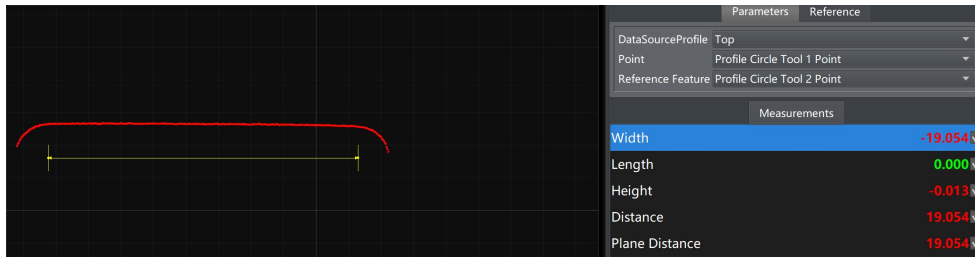 Parameters Reference
DataSourceProfile Top
Point Profile Circle Tool 1 Point
Reference Feature Profile Circle Tool 2 Point
Measurements
Width -19.054
Length 0.000
Height -0.013
Distance 19.054
Plane Distance 19.054